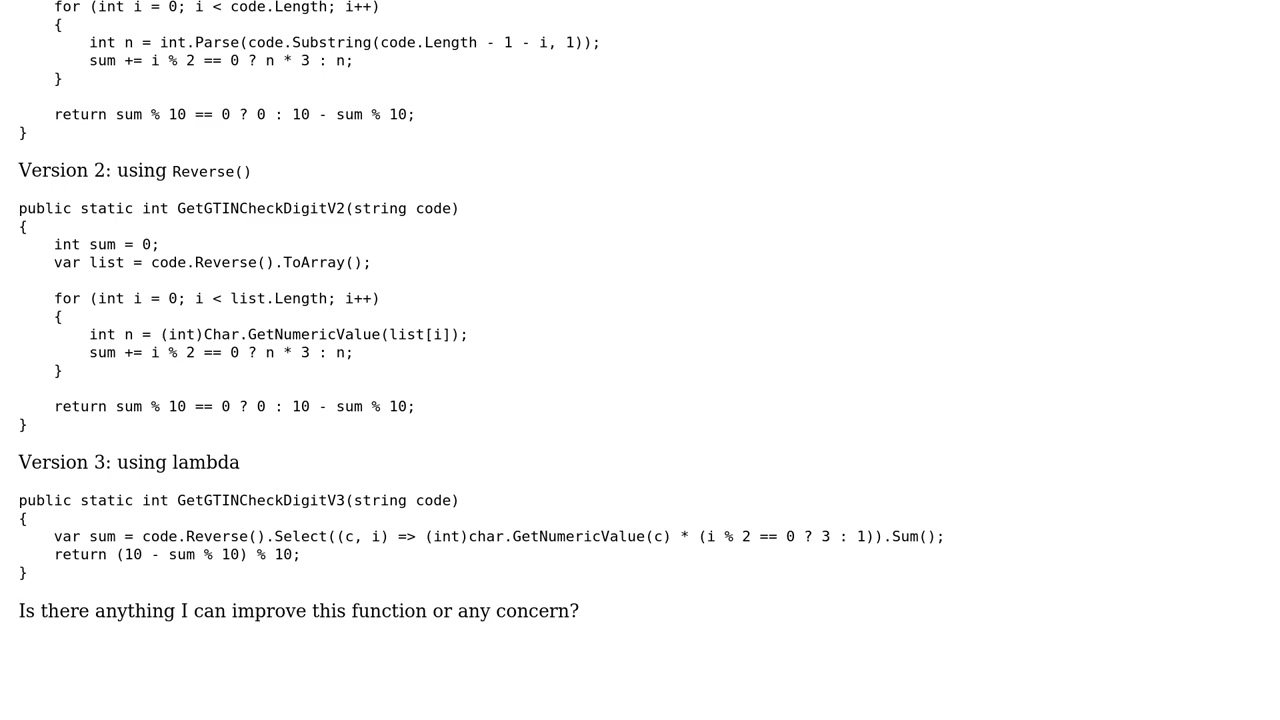 for (int i = 0; i < code.Length; i++)
    {
        int n = int.Parse(code.Substring(code.Length - 1 - i, 1));
        sum += i % 2 == 0 ? n * 3 : n;
    }

    return sum % 10 == 0 ? 0 : 10 - sum % 10;
}
Version 2: using Reverse()
public static int GetGTINCheckDigitV2(string code)
{
    int sum = 0;
    var list = code.Reverse().ToArray();

    for (int i = 0; i < list.Length; i++)
    {
        int n = (int)Char.GetNumericValue(list[i]);
        sum += i % 2 == 0 ? n * 3 : n;
    }

    return sum % 10 == 0 ? 0 : 10 - sum % 10;
}
Version 3: using lambda
public static int GetGTINCheckDigitV3(string code)
{
    var sum = code.Reverse().Select((c, i) => (int)char.GetNumericValue(c) * (i % 2 == 0 ? 3 : 1)).Sum();
    return (10 - sum % 10) % 10;
}
Is there anything I can improve this function or any concern?